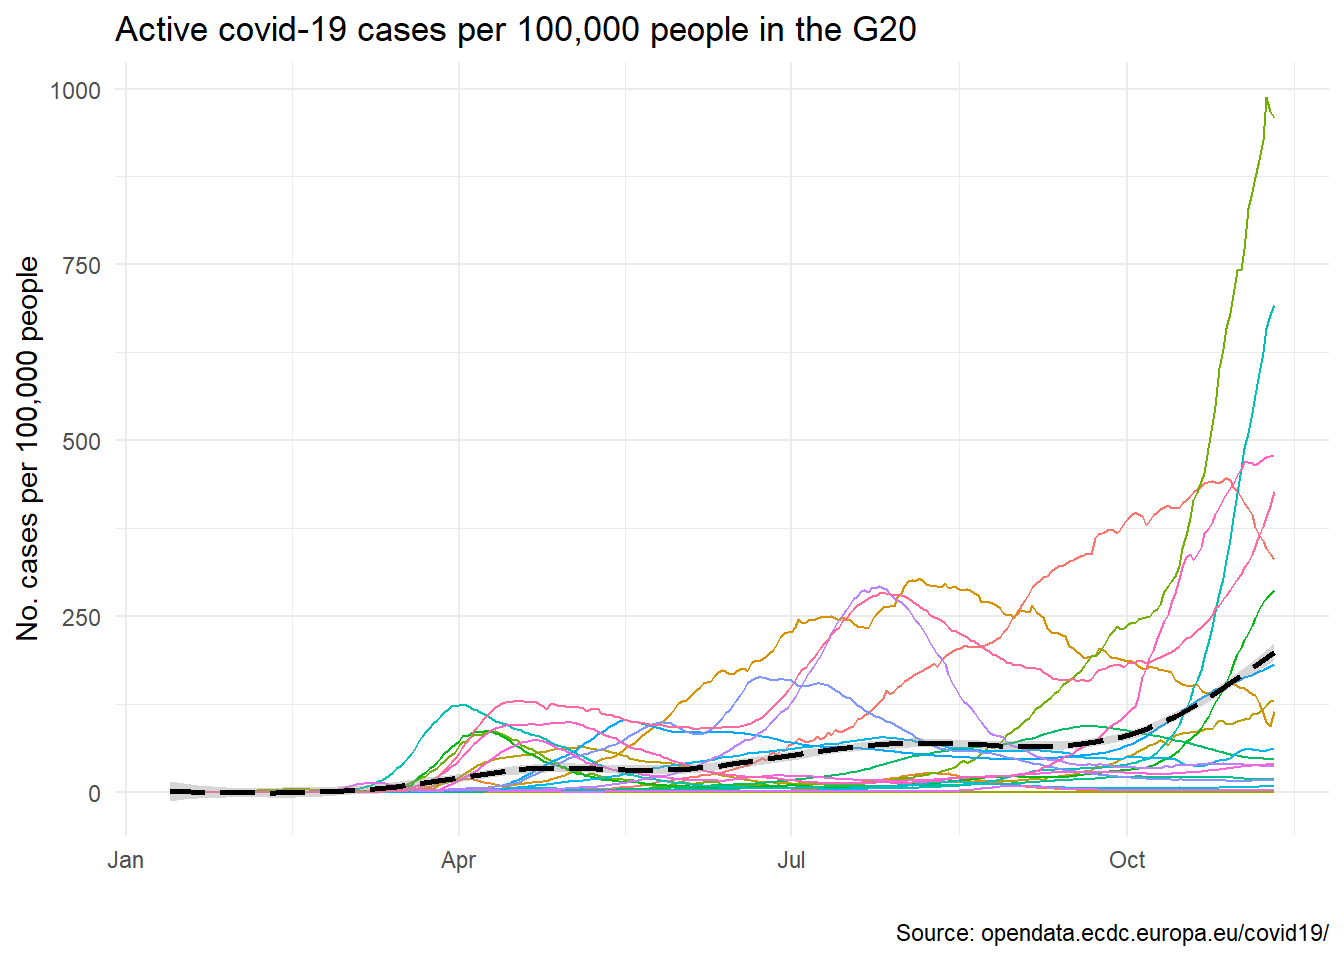 Active covid-19 cases per 100,000 people in the G20
No. cases per 100,000 people
1000
750
500
250
0
Jan
Apr
Jul
Oct
Source: opendata.ecdc.europa.eu/covid19/